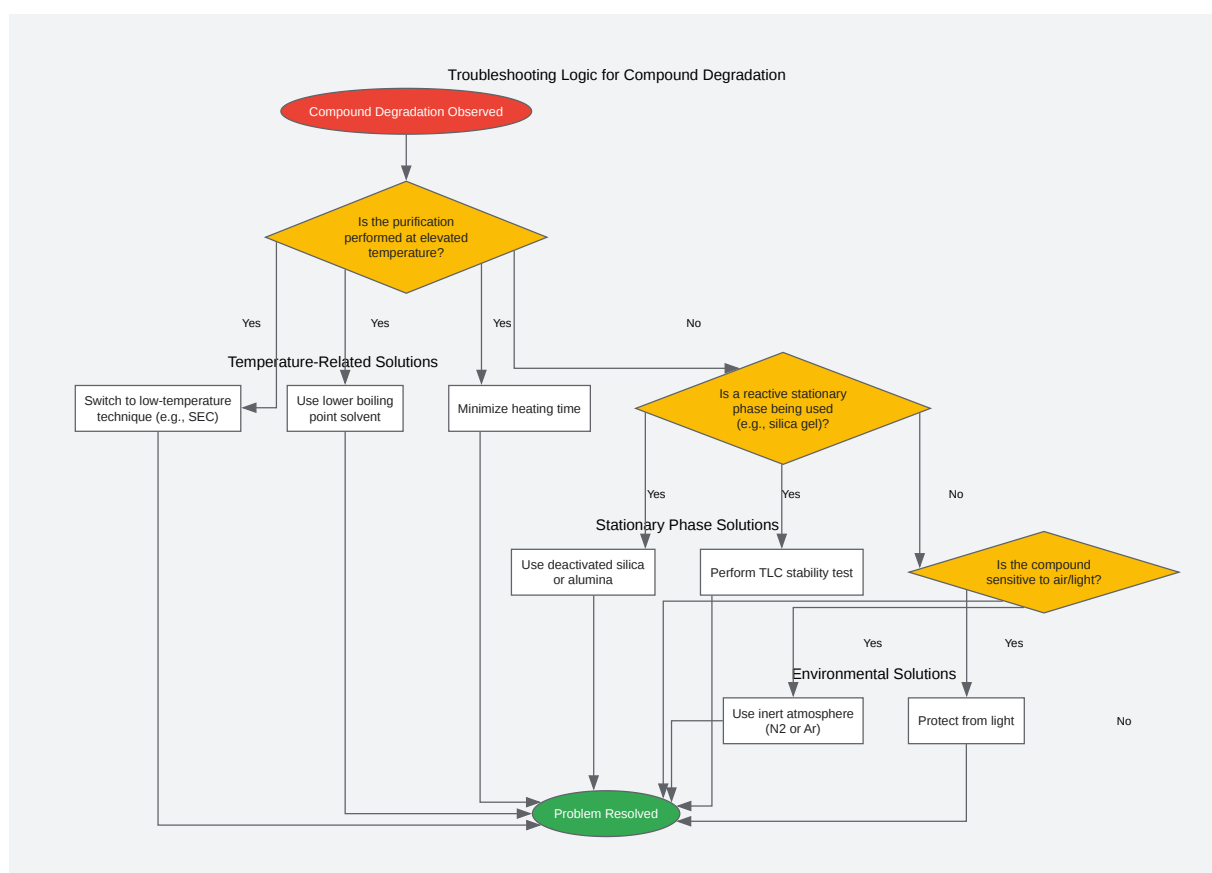 Troubleshooting Logic for Compound Degradation
Compound Degradation Observed
Is the purification
performed at elevated
temperature?
Yes
Yes
Yes
No
Temperature-Related Solutions
Switch to low-temperature
technique (e.g., SEC)
Use lower boiling
point solvent
Minimize heating time
Is a reactive stationary
phase being used
(e.g., silica gel)?
Yes
Yes
No
Stationary Phase Solutions
Use deactivated silica
or alumina
Perform TLC stability test
Is the compound
sensitive to air/light?
Yes
Yes
Environmental Solutions
Use inert atmosphere
(N2 or Ar)
Protect from light
No
Problem Resolved